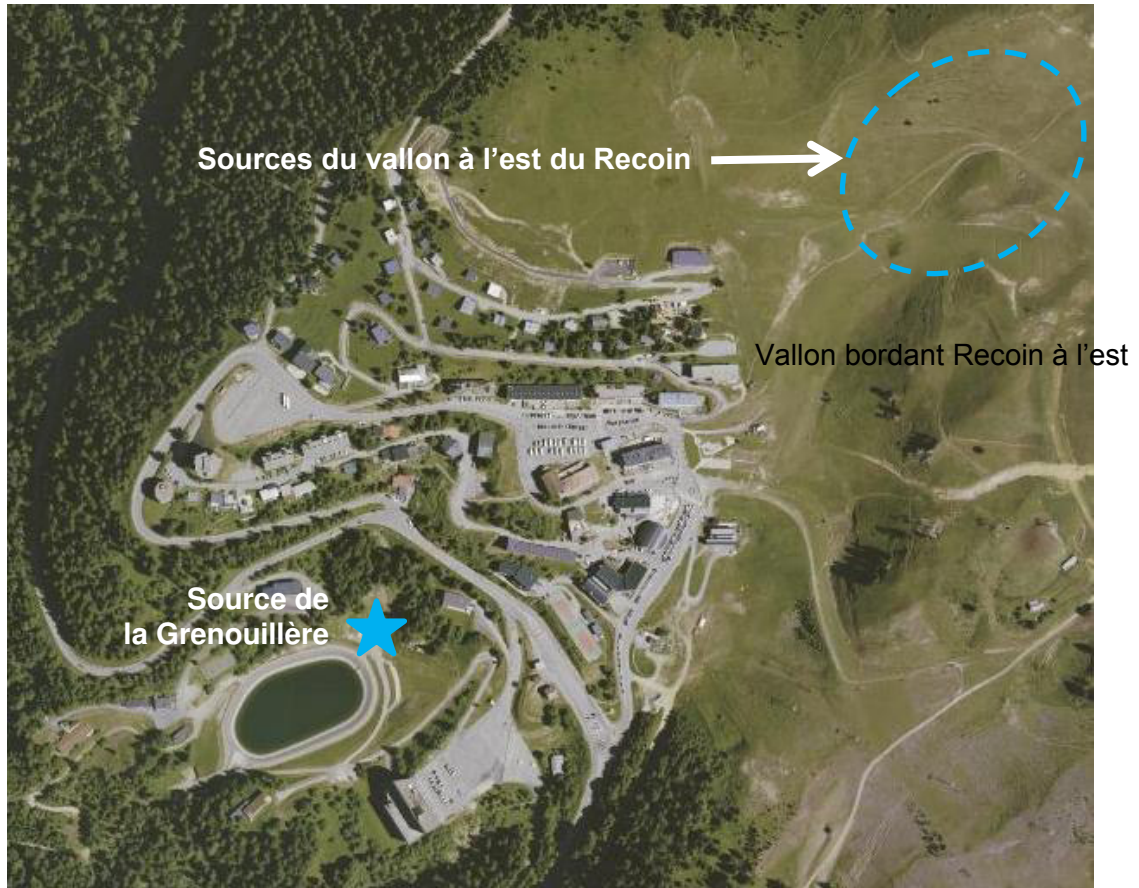 Sources du vallon à l'est du Recoin
Vallon bordant Recoin à l'est
Source de
la Grenouillère